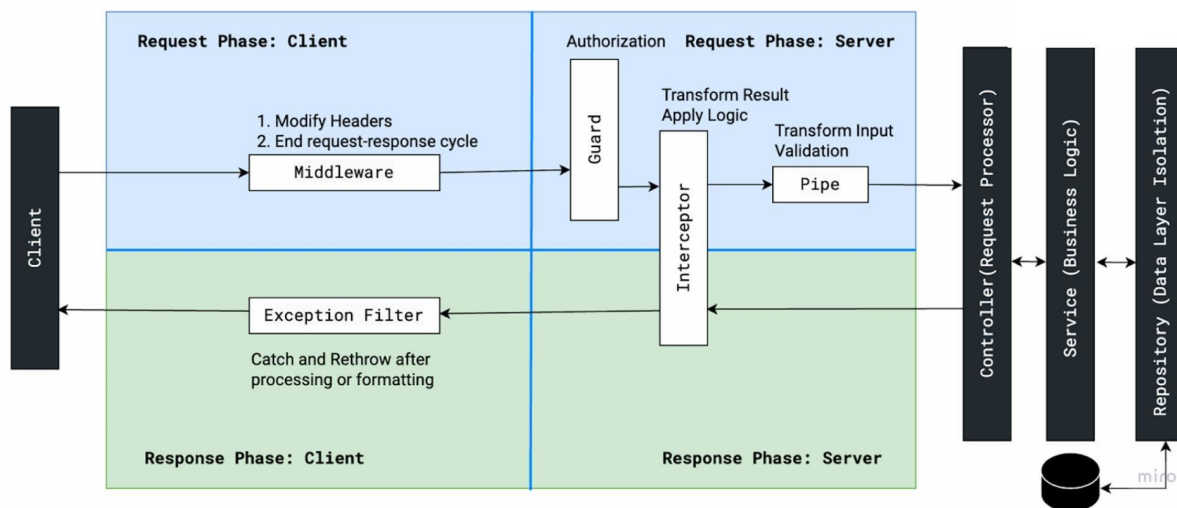 Request Phase: Client
Authorization
Request Phase: Server
1. Modify Headers
2. End request-response cycle
Middleware
Guard
Transform Result
Apply Logic
Transform Input
Validation
Pipe
Client
Interceptor
Exception Filter
Catch and Rethrow after
processing or formatting
Response Phase: Client
Response Phase: Server
Controller(Request Processor)
Service (Business Logic)
Repository (Data Layer Isolation)
miro